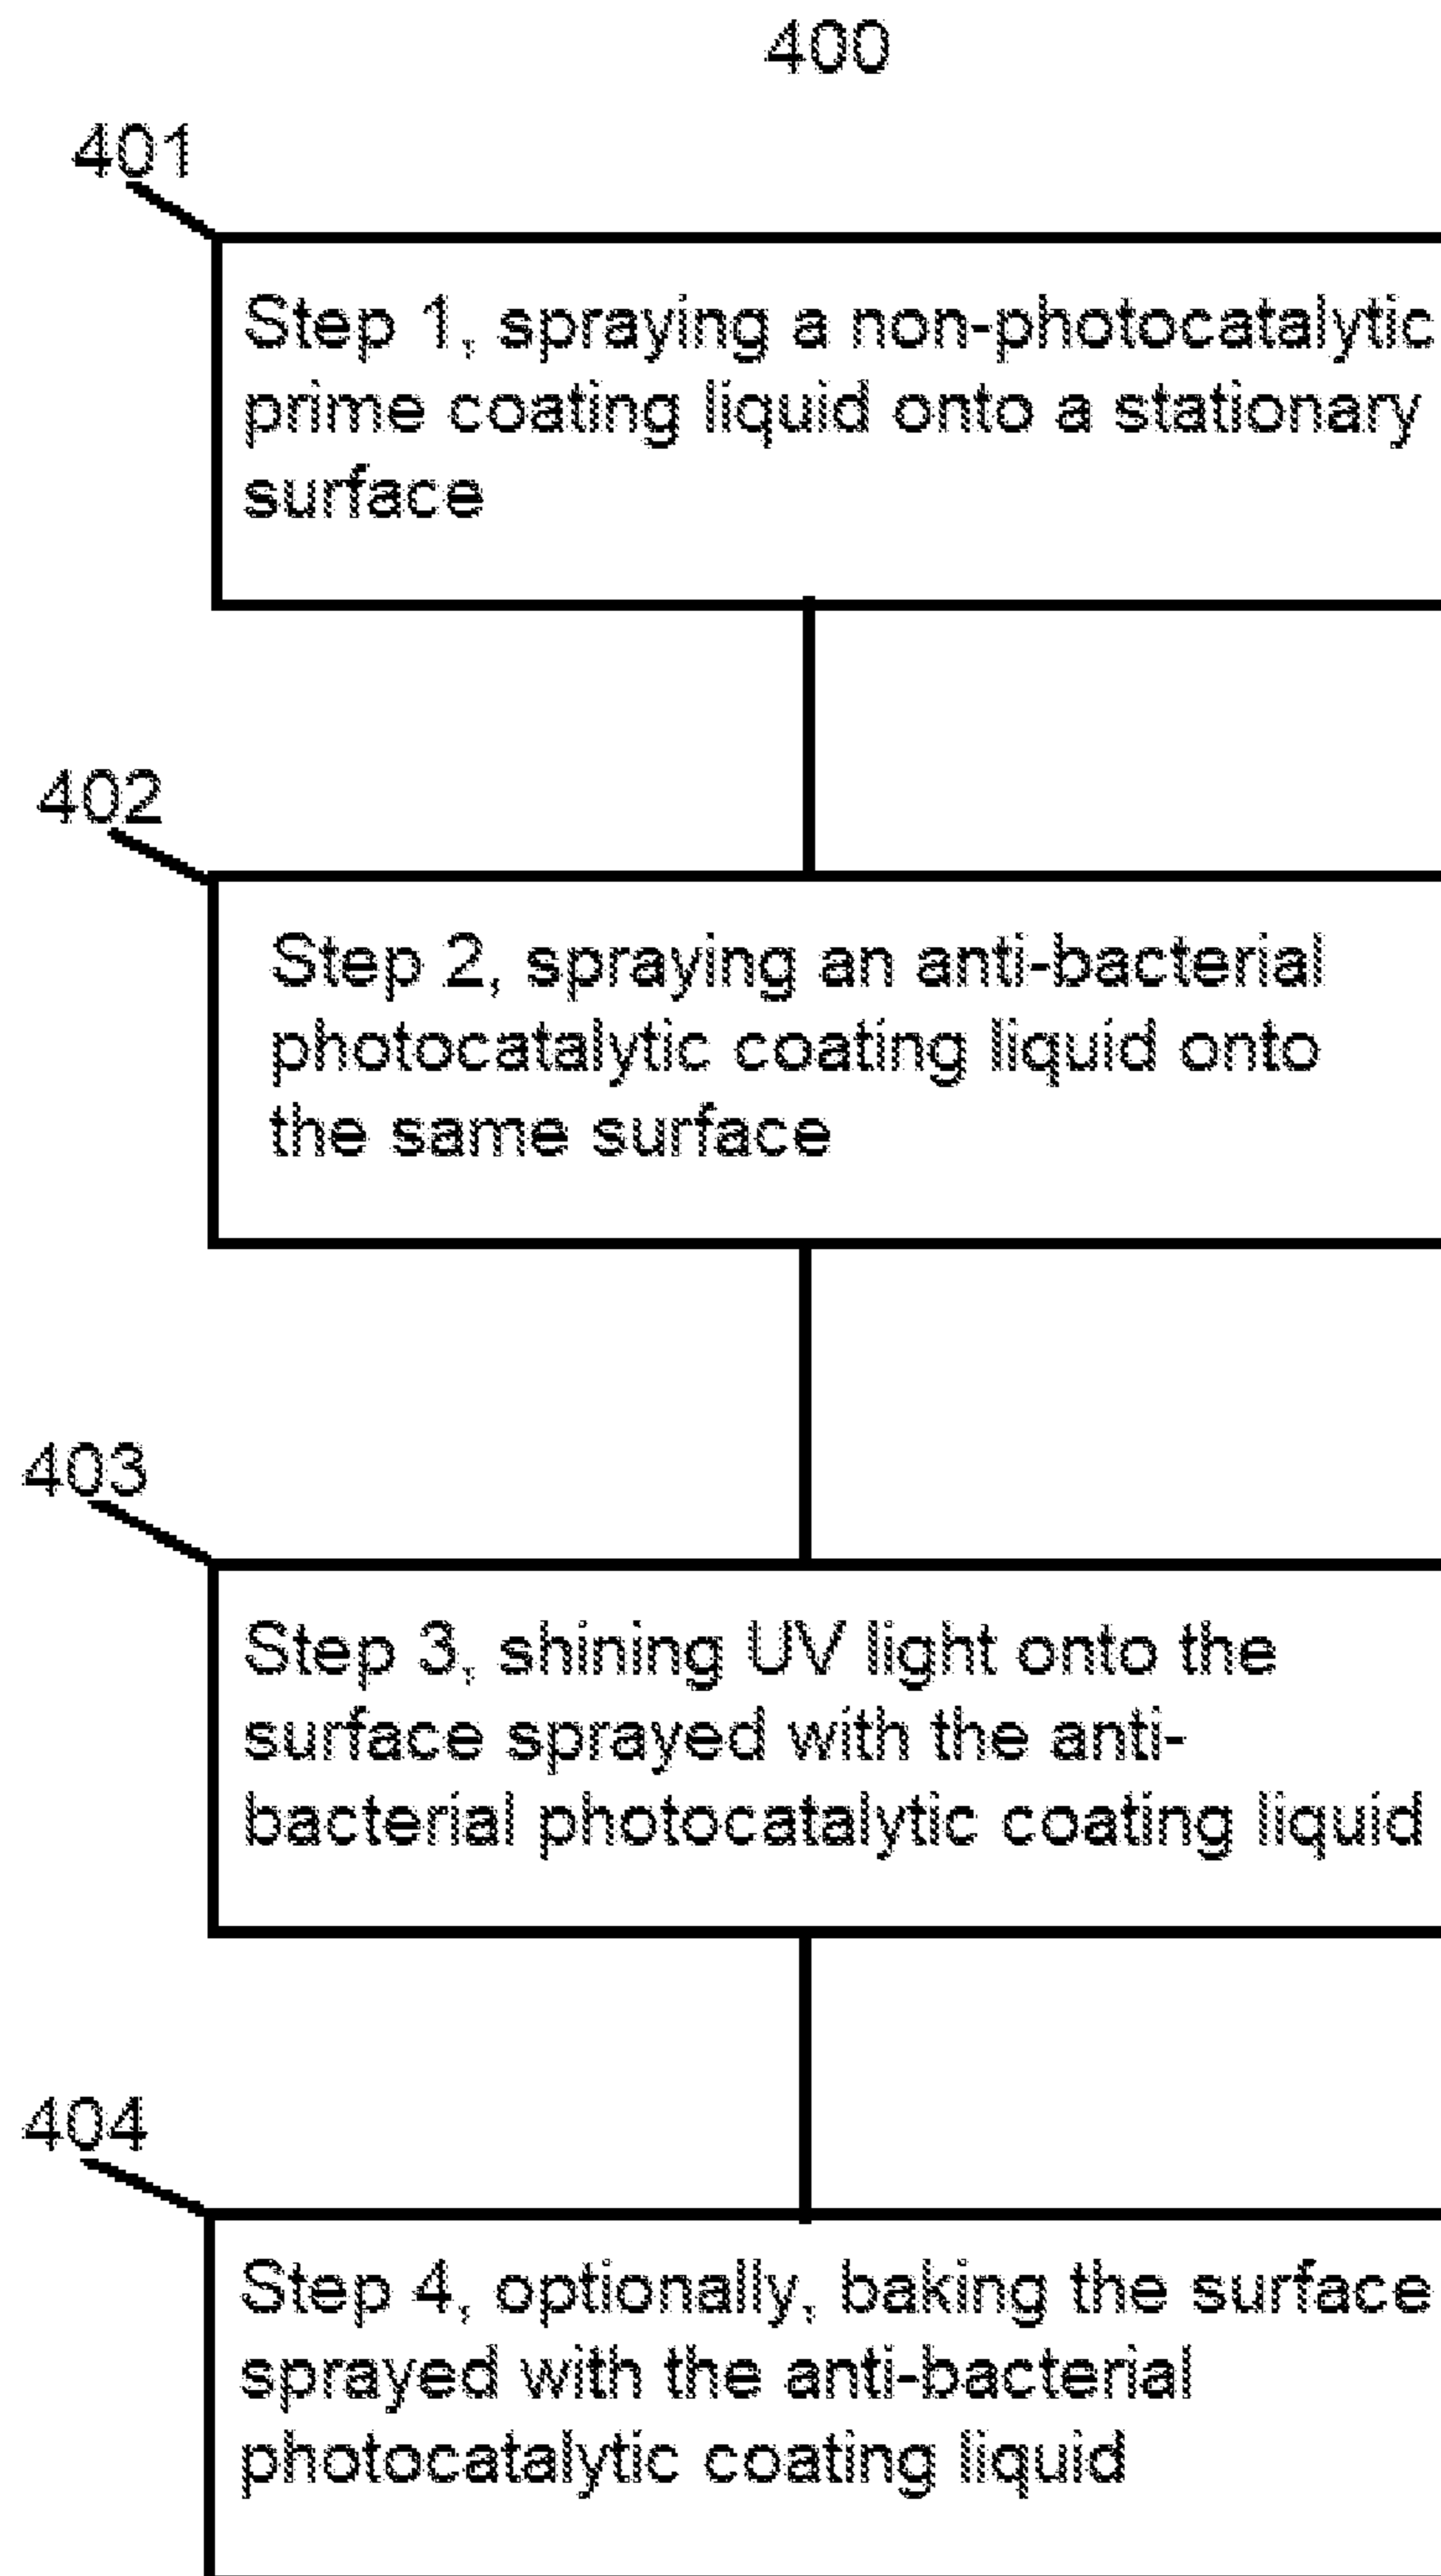 400
401
Step 1, spraying a non-photocatalytic
prime coating liquid onto a stationary
surface
402
Step 2, spraying an anti-bacterial
photocatalytic coating liquid onto
the same surface
403
Step 3, shining UV light onto the
surface sprayed with the anti-
bacterial photocatalytic coating liquid
404
Step 4, optionally, baking the surface
sprayed with the anti-bacterial
photocatalytic coating liquid